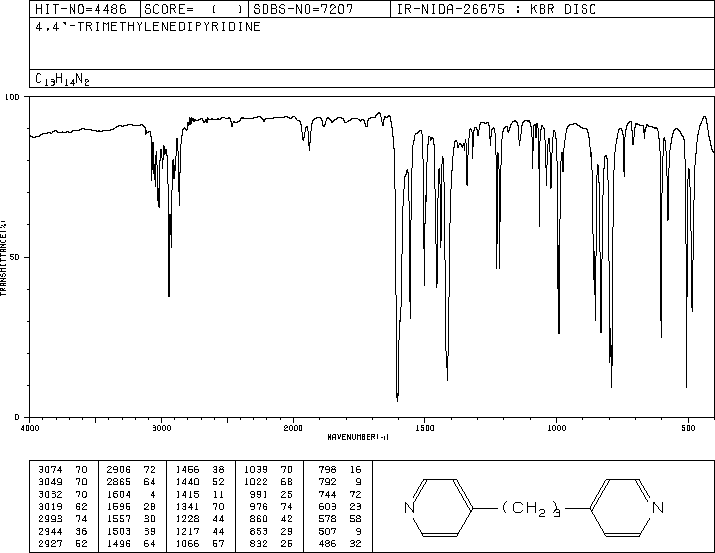 HIT-NO=4486 SCORE= ( ) SDBS-NO=7207 IR-NIDA-26675 : KBR DISC
4,4'-TRIMETHYLENEDIPYRIDINE
C13H14N2
100
50
0
TRANSMITTANCE(%)
4000 3000 2000 1500 1000 500
WAVENUMBER(-1)
3074 70 2906 72 1456 38 1039 70 798 16
3049 70 2865 64 1440 52 1022 68 792 9
3032 70 1604 4 1415 11 991 25 744 72
3019 62 1596 28 1341 70 976 74 603 23
2993 74 1557 30 1228 44 860 42 578 58
2944 36 1503 39 1217 44 853 29 507 9
2927 52 1496 64 1066 57 832 26 486 32
N (CH2)3 N